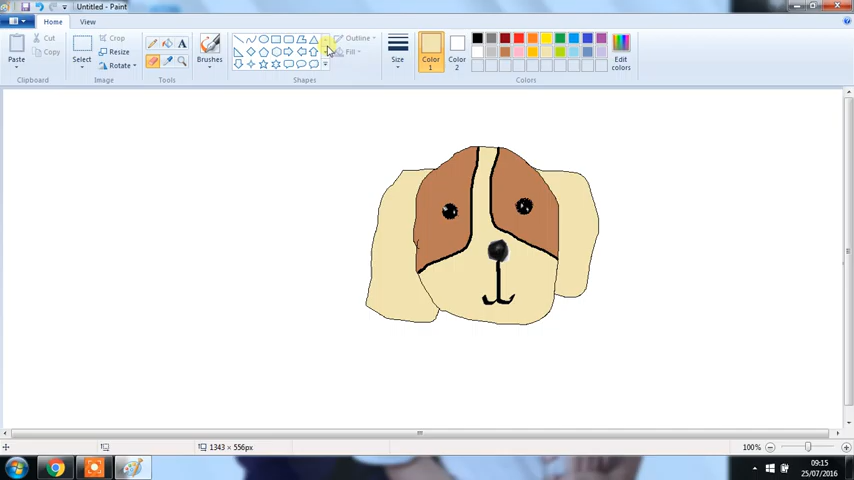 Untitled - Paint
Home View
Paste
Cut
Copy
Clipboard
Select
Crop
Resize
Rotate
Image
A
Tools
Brushes
Shapes
Outline
Fill
Size
Color 1
Color 2
Edit colors
Colors
1343 × 556px
100%
09:15
25/07/2016